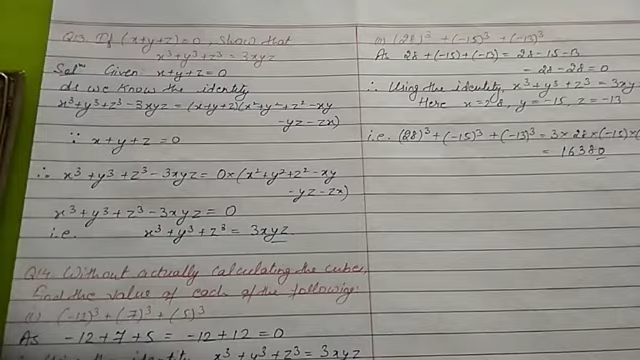 Q13. If (x+y+z)=0, Show that
x³+y³+z³=3xyz
Solⁿ Given x+y+z=0
As we know the identity
x³+y³+z³-3xyz = (x+y+z)(x²+y²+z²-xy
-yz-zx)
∵ x+y+z=0
∴ x³+y³+z³-3xyz = 0×(x²+y²+z²-xy
-yz-zx)
x³+y³+z³-3xyz = 0
i.e. x³+y³+z³ = 3xyz
Q14. Without actually calculating the cubes,
find the value of each of the following:
(i) (-12)³+(7)³+(5)³
As -12+7+5 = -12+12 = 0
∴ Using the identity x³+y³+z³=3xyz
(ii) (28)³+(-15)³+(-13)³
As 28+(-15)+(-13) = 28-15-13
= 28-28=0
∴ Using the identity, x³+y³+z³=3xy
Here x=28, y=-15, z=-13
i.e. (28)³+(-15)³+(-13)³ = 3×28×(-15)×(
= 16380